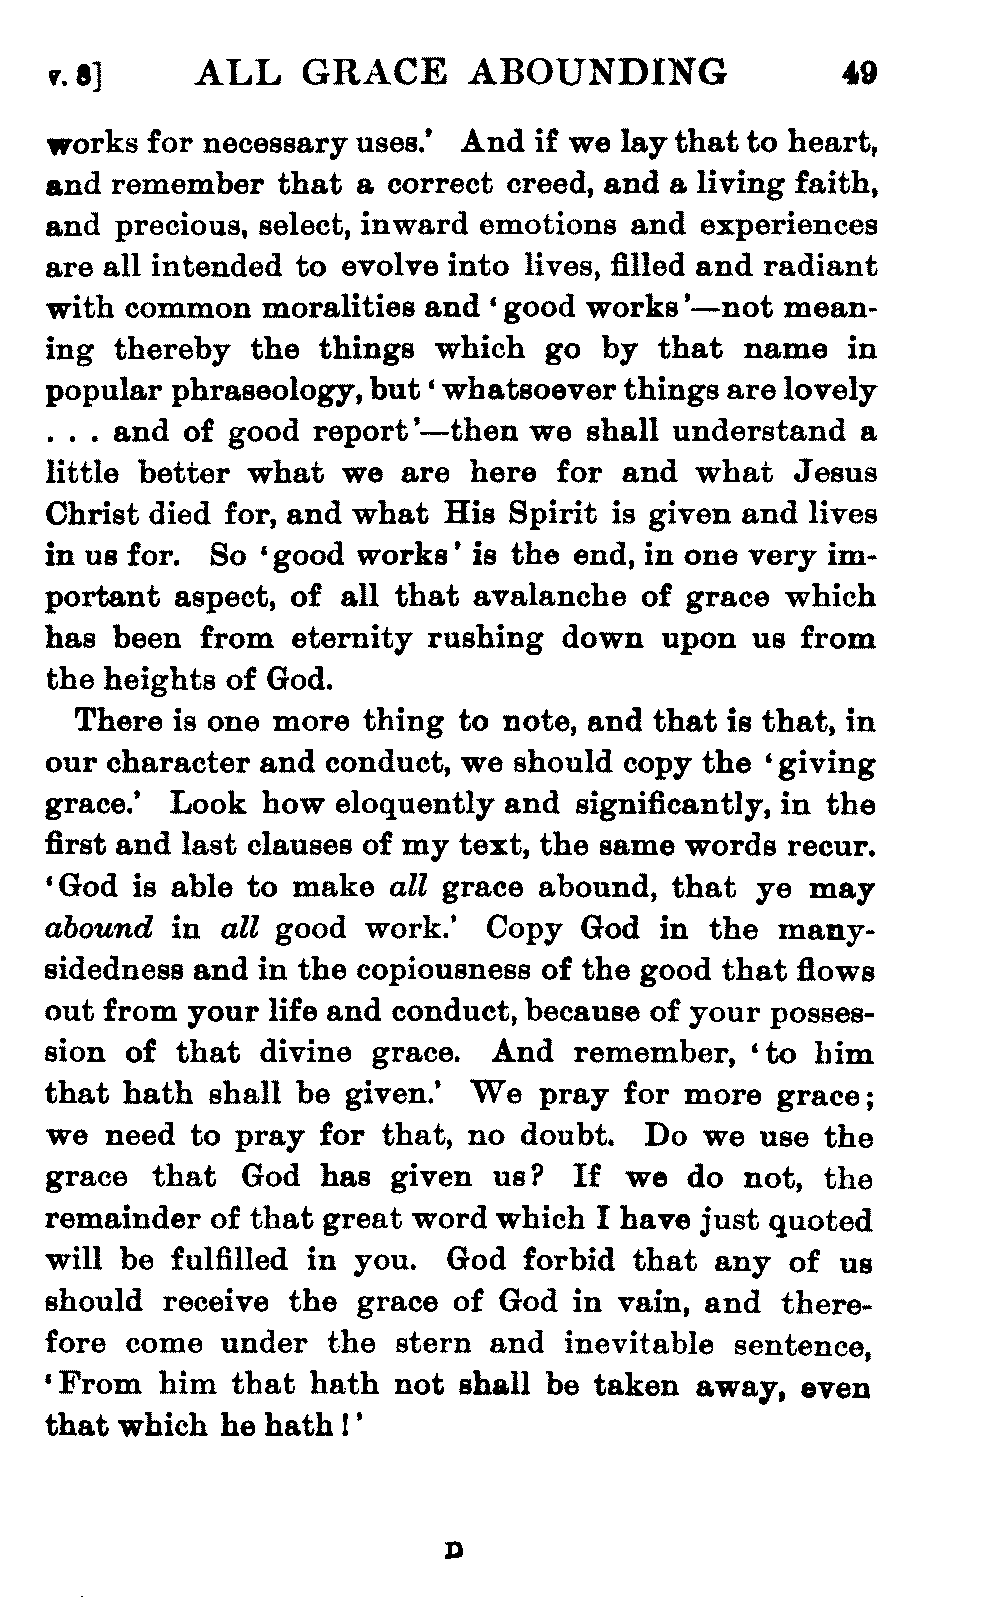 v. 8] ALL GRACE ABOUNDING 49
works for necessary uses.' And if we lay that to heart,
and remember that a correct creed, and a living faith,
and precious, select, inward emotions and experiences
are all intended to evolve into lives, filled and radiant
with common moralities and 'good works'—not mean-
ing thereby the things which go by that name in
popular phraseology, but 'whatsoever things are lovely
. . . and of good report'—then we shall understand a
little better what we are here for and what Jesus
Christ died for, and what His Spirit is given and lives
in us for. So 'good works' is the end, in one very im-
portant aspect, of all that avalanche of grace which
has been from eternity rushing down upon us from
the heights of God.
There is one more thing to note, and that is that, in
our character and conduct, we should copy the 'giving
grace.' Look how eloquently and significantly, in the
first and last clauses of my text, the same words recur.
'God is able to make all grace abound, that ye may
abound in all good work.' Copy God in the many-
sidedness and in the copiousness of the good that flows
out from your life and conduct, because of your posses-
sion of that divine grace. And remember, 'to him
that hath shall be given.' We pray for more grace;
we need to pray for that, no doubt. Do we use the
grace that God has given us? If we do not, the
remainder of that great word which I have just quoted
will be fulfilled in you. God forbid that any of us
should receive the grace of God in vain, and there-
fore come under the stern and inevitable sentence,
'From him that hath not shall be taken away, even
that which he hath!'
D